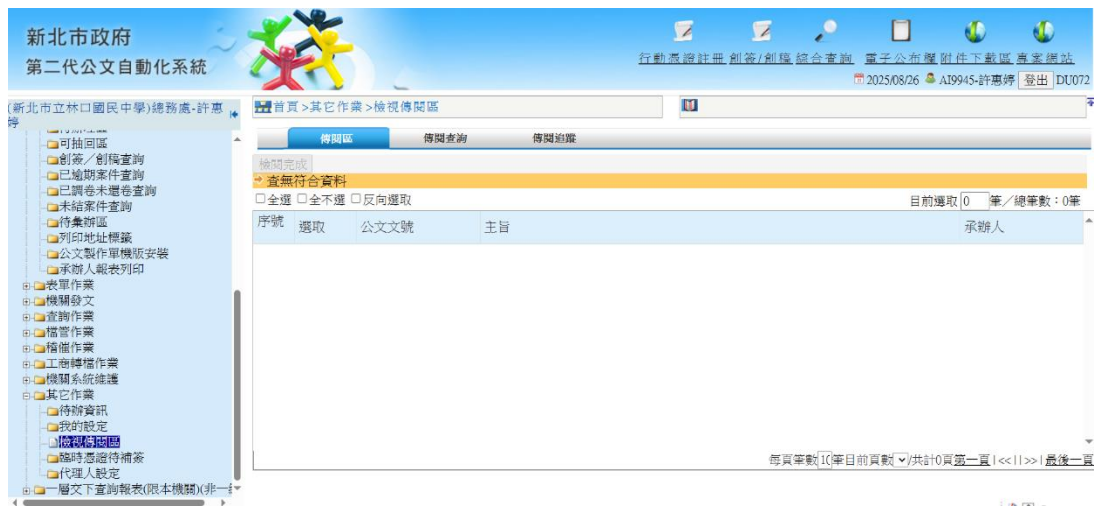 新北市政府
第二代公文自動化系統
行動憑證註冊 創簽/創稿 綜合查詢 電子公布欄 附件下載區 專案網站
2025/08/26 AI9945-許惠婷 登出 DU072
(新北市立林口國民中學)總務處-許惠婷
首頁>其它作業>檢視傳閱區
傳閱區 傳閱查詢 傳閱追蹤
檢閱完成
查無符合資料
全選 全不選 反向選取 目前選取 0 筆/總筆數:0筆
序號 選取 公文文號 主旨 承辦人
可抽回區
創簽/創稿查詢
已逾期案件查詢
已調卷未還卷查詢
未結案件查詢
待彙辦區
列印地址標籤
公文製作單機版安裝
承辦人報表列印
表單作業
機關發文
查詢作業
檔管作業
稽催作業
工商轉檔作業
機關系統維護
其它作業
待辦資訊
我的設定
檢視傳閱區
臨時憑證待補簽
代理人設定
一層交下查詢報表(限本機關)(非一
每頁筆數 10 筆目前頁數 /共計0頁 第一頁 |<< | | >> | 最後一頁